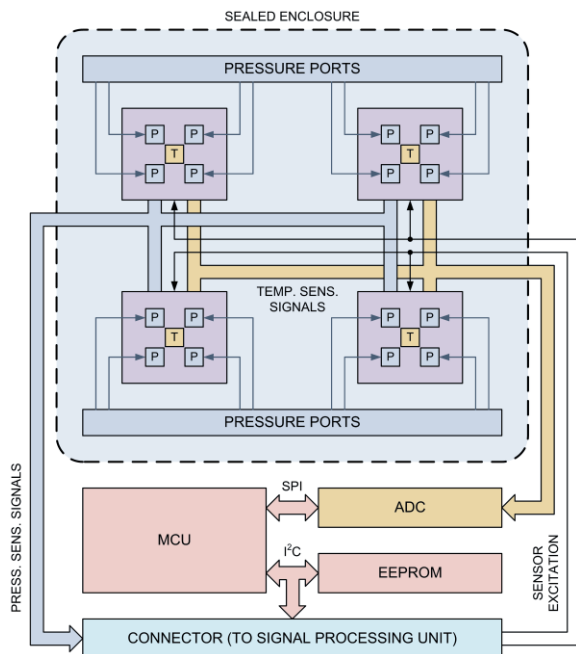 SEALED ENCLOSURE
PRESSURE PORTS
P P P P
T T
P P P P
TEMP. SENS.
SIGNALS
P P P P
T T
P P P P
PRESSURE PORTS
PRESS. SENS. SIGNALS
SPI
MCU
ADC
I²C
EEPROM
SENSOR
EXCITATION
CONNECTOR (TO SIGNAL PROCESSING UNIT)